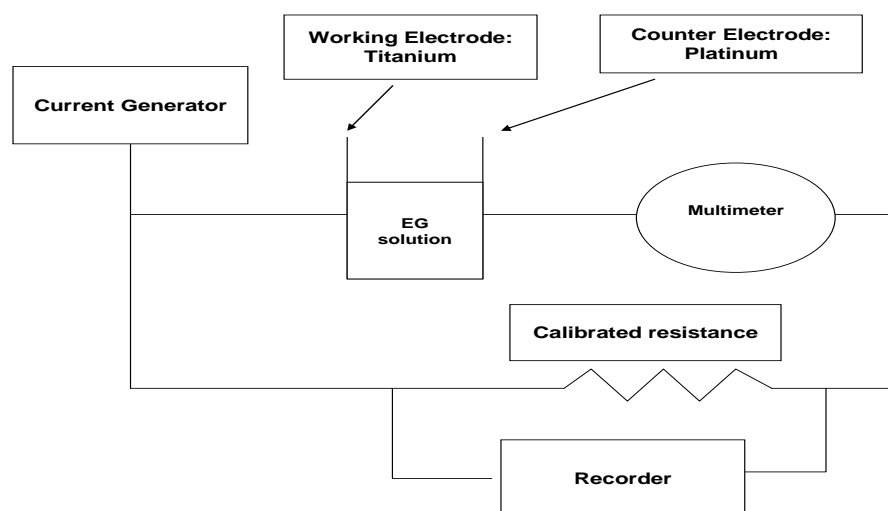 Working Electrode:
Titanium
Counter Electrode:
Platinum
Current Generator
EG
solution
Multimeter
Calibrated resistance
Recorder